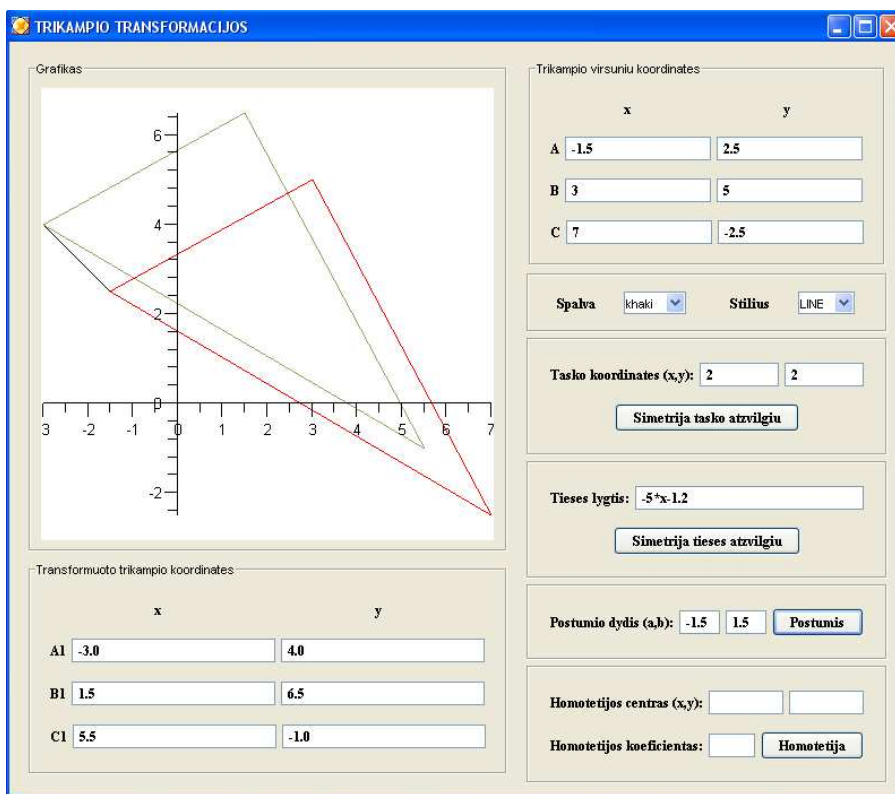 TRIKAMPIO TRANSFORMACIJOS
Grafikas
6
4
2
0
-2
3 -2 -1 0 1 2 3 4 5 6 7
Transformuoto trikampio koordinates
x y
A1 -3.0 4.0
B1 1.5 6.5
C1 5.5 -1.0
Trikampio virsuniu koordinates
x y
A -1.5 2.5
B 3 5
C 7 -2.5
Spalva khaki Stilius LINE
Tasko koordinates (x,y): 2 2
Simetrija tasko atzvilgiu
Tieses lygtis: -5*x-1.2
Simetrija tieses atzvilgiu
Postumio dydis (a,b): -1.5 1.5 Postumis
Homotetijos centras (x,y):
Homotetijos koeficientas: Homotetija